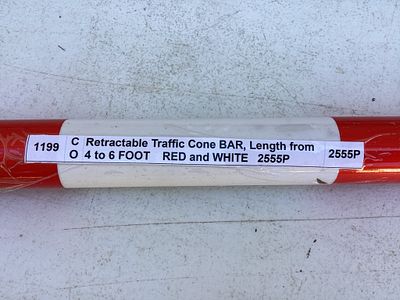 1199 C Retractable Traffic Cone BAR, Length from
O 4 to 6 FOOT RED and WHITE 2555P 2555P